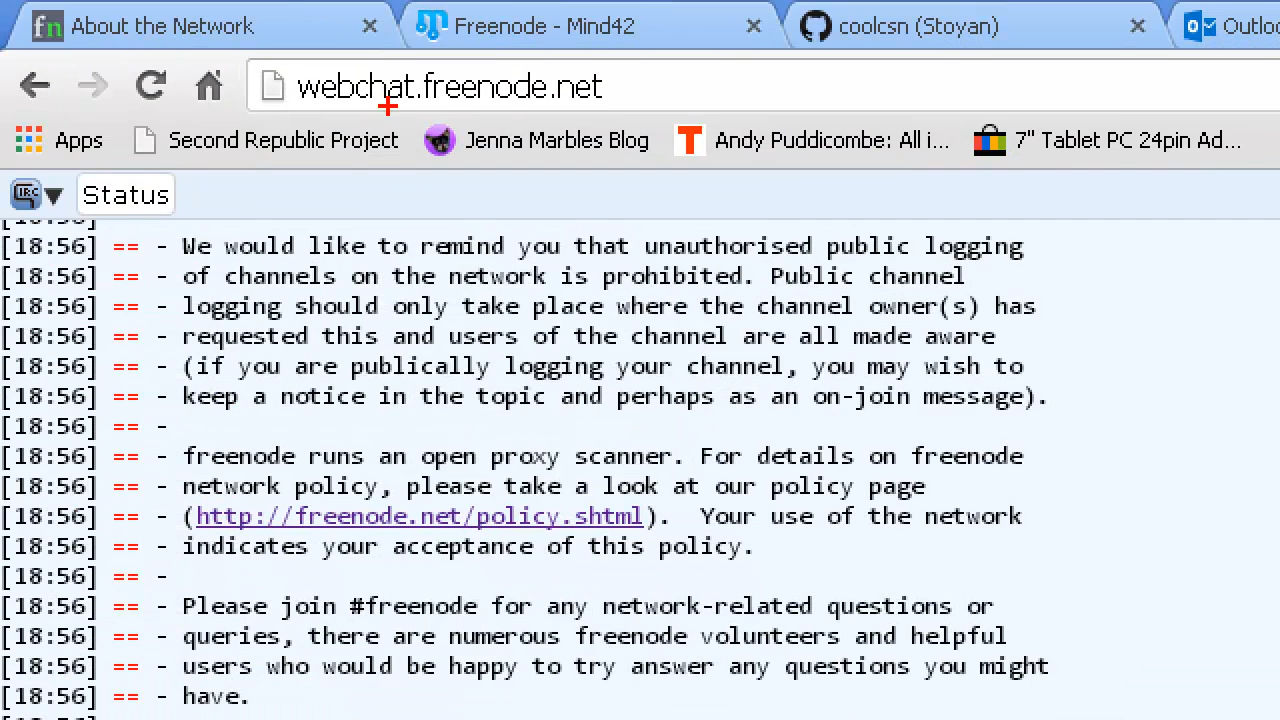 fn About the Network
Freenode - Mind42
coolcsn (Stoyan)
Outloo
webchat.freenode.net
Apps
Second Republic Project
Jenna Marbles Blog
T Andy Puddicombe: All i...
7" Tablet PC 24pin Ad...
IRC Status
[18:56]
[18:56] == - We would like to remind you that unauthorised public logging
[18:56] == - of channels on the network is prohibited. Public channel
[18:56] == - logging should only take place where the channel owner(s) has
[18:56] == - requested this and users of the channel are all made aware
[18:56] == - (if you are publically logging your channel, you may wish to
[18:56] == - keep a notice in the topic and perhaps as an on-join message).
[18:56] == -
[18:56] == - freenode runs an open proxy scanner. For details on freenode
[18:56] == - network policy, please take a look at our policy page
[18:56] == - (http://freenode.net/policy.shtml).  Your use of the network
[18:56] == - indicates your acceptance of this policy.
[18:56] == -
[18:56] == - Please join #freenode for any network-related questions or
[18:56] == - queries, there are numerous freenode volunteers and helpful
[18:56] == - users who would be happy to try answer any questions you might
[18:56] == - have.